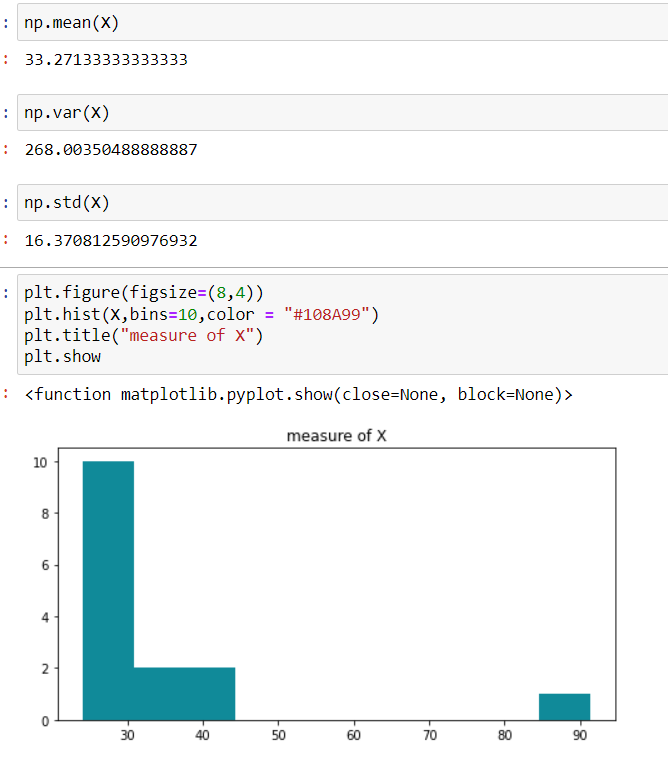 : np.mean(X)
: 33.27133333333333
: np.var(X)
: 268.00350488888887
: np.std(X)
: 16.370812590976932
: plt.figure(figsize=(8,4))
plt.hist(X,bins=10,color = "#108A99")
plt.title("measure of X")
plt.show
: <function matplotlib.pyplot.show(close=None, block=None)>
measure of X
10
8
6
4
2
0
30 40 50 60 70 80 90